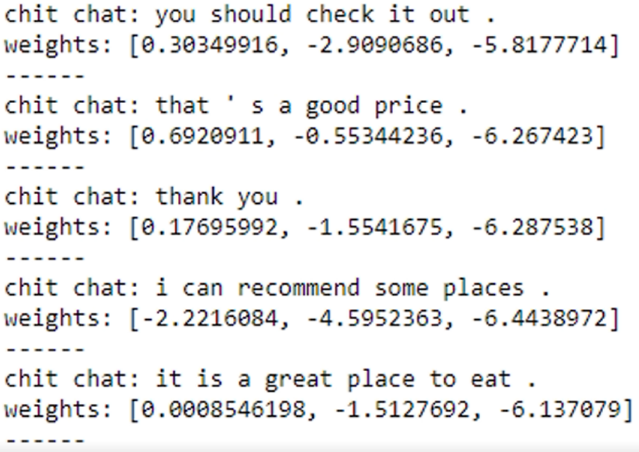 chit chat: you should check it out .
weights: [0.30349916, -2.9090686, -5.8177714]
------
chit chat: that ' s a good price .
weights: [0.6920911, -0.55344236, -6.267423]
------
chit chat: thank you .
weights: [0.17695992, -1.5541675, -6.287538]
------
chit chat: i can recommend some places .
weights: [-2.2216084, -4.5952363, -6.4438972]
------
chit chat: it is a great place to eat .
weights: [0.0008546198, -1.5127692, -6.137079]
------